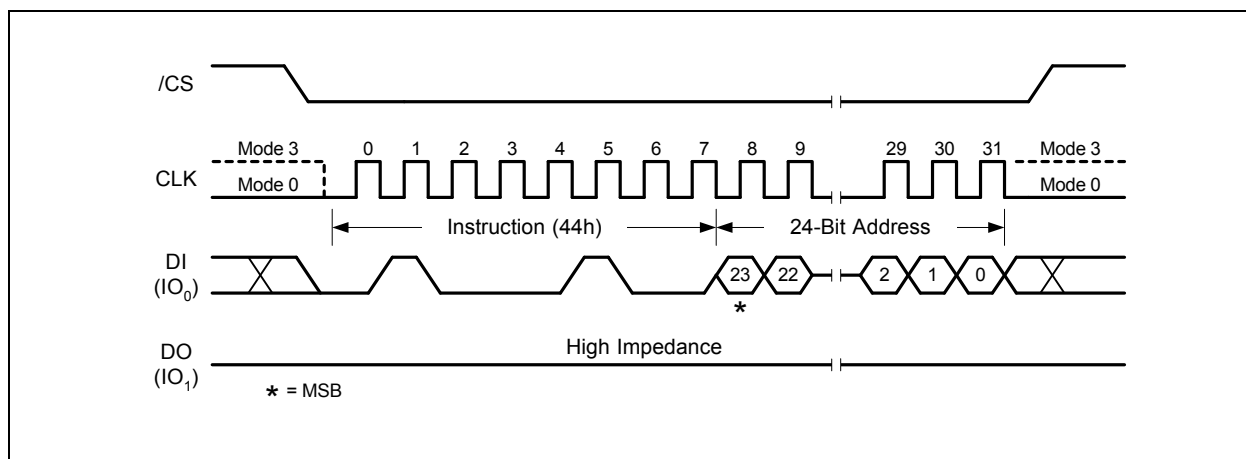 /CS
Mode 3 0 1 2 3 4 5 6 7 8 9 29 30 31 Mode 3
CLK Mode 0 Mode 0
Instruction (44h) 24-Bit Address
DI
(IO0) 23 22 2 1 0
*
High Impedance
DO
(IO1)
* = MSB